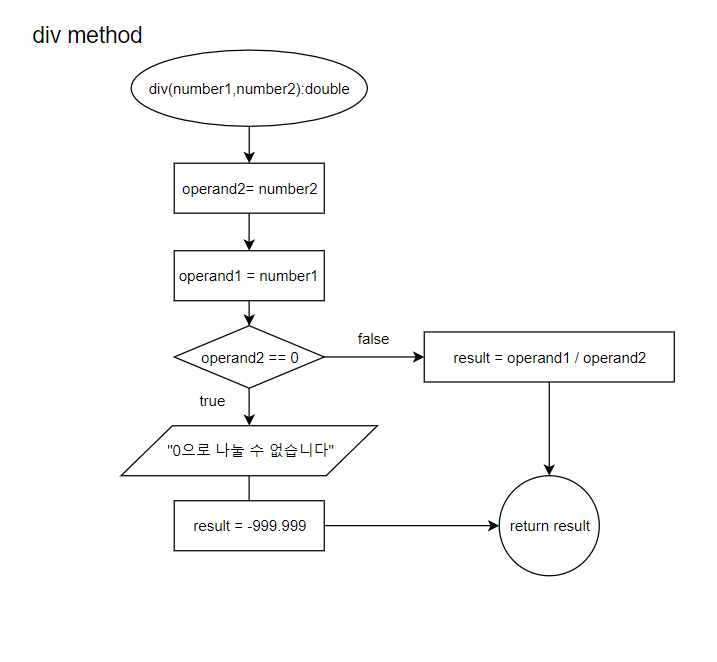 div method
div(number1,number2):double
operand2= number2
operand1 = number1
operand2 == 0
false
result = operand1 / operand2
true
"0으로 나눌 수 없습니다"
result = -999.999
return result